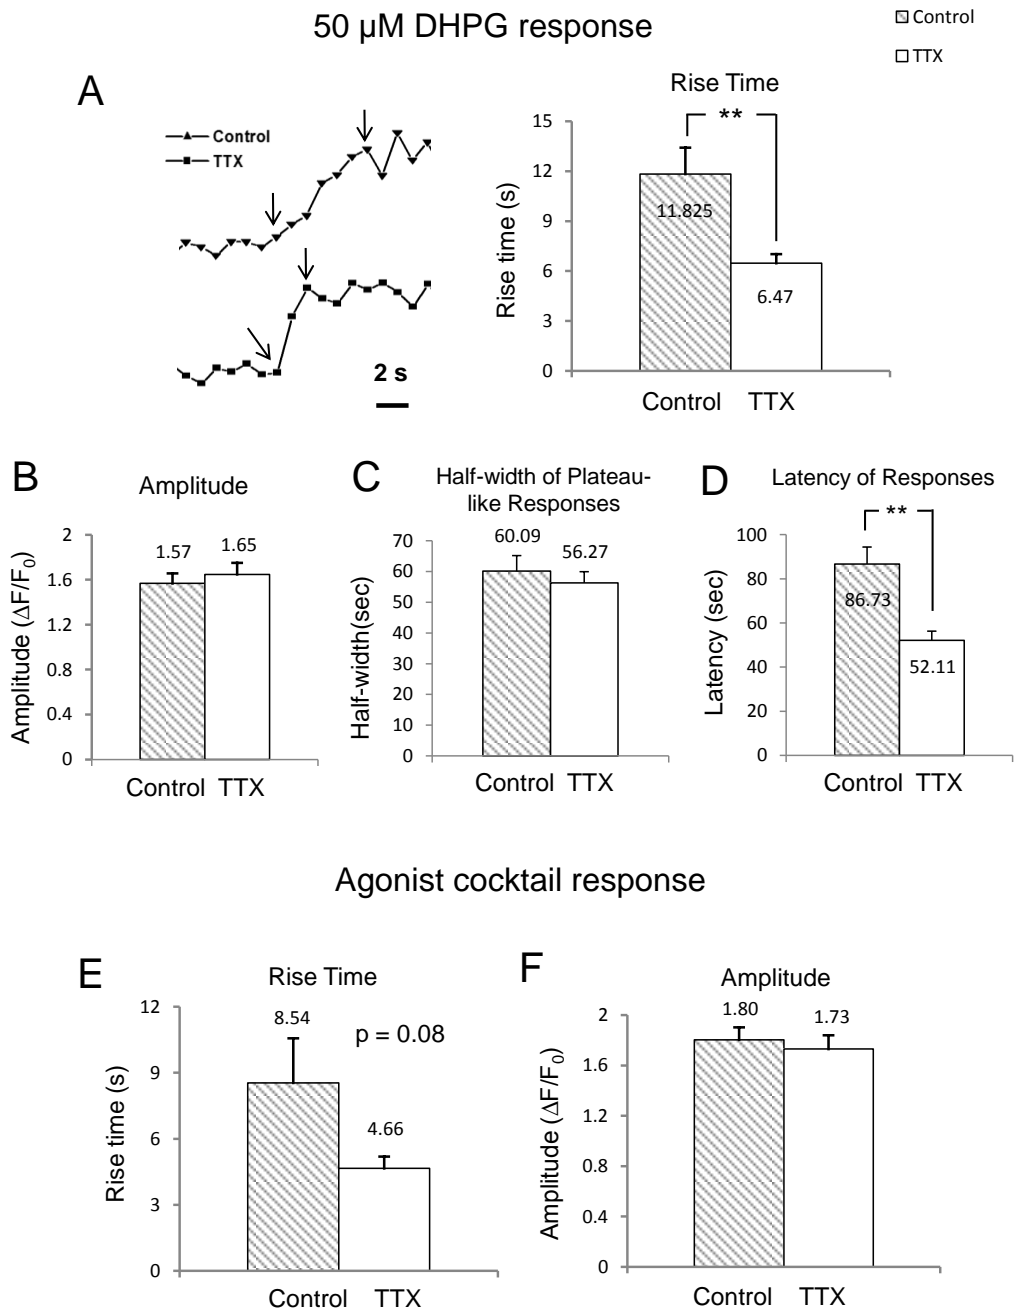 50 µM DHPG response
Control
TTX
A
Control
TTX
2 s
Rise Time
**
15
12
9
6
3
0
Rise time (s)
11.825
6.47
Control TTX
B
Amplitude
2
1.6
1.2
0.8
0.4
0
Amplitude (ΔF/F0)
1.57
1.65
Control TTX
C
Half-width of Plateau-
like Responses
70
60
50
40
30
20
10
0
Half-width(sec)
60.09
56.27
Control TTX
D
Latency of Responses
**
100
80
60
40
20
0
Latency (sec)
86.73
52.11
Control TTX
Agonist cocktail response
E
Rise Time
12
9
6
3
0
Rise time (s)
8.54
p = 0.08
4.66
Control TTX
F
Amplitude
2
1.6
1.2
0.8
0.4
0
Amplitude (ΔF/F0)
1.80
1.73
Control TTX